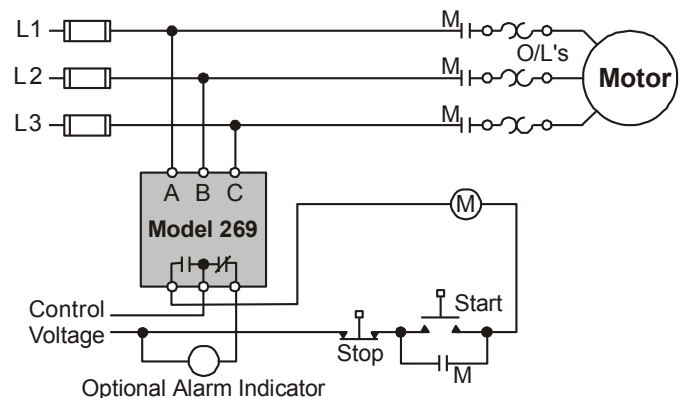 L1
M
O/L's
L2
M
Motor
L3
M
A B C
Model 269
M
Control
Voltage
Start
Stop
M
Optional Alarm Indicator